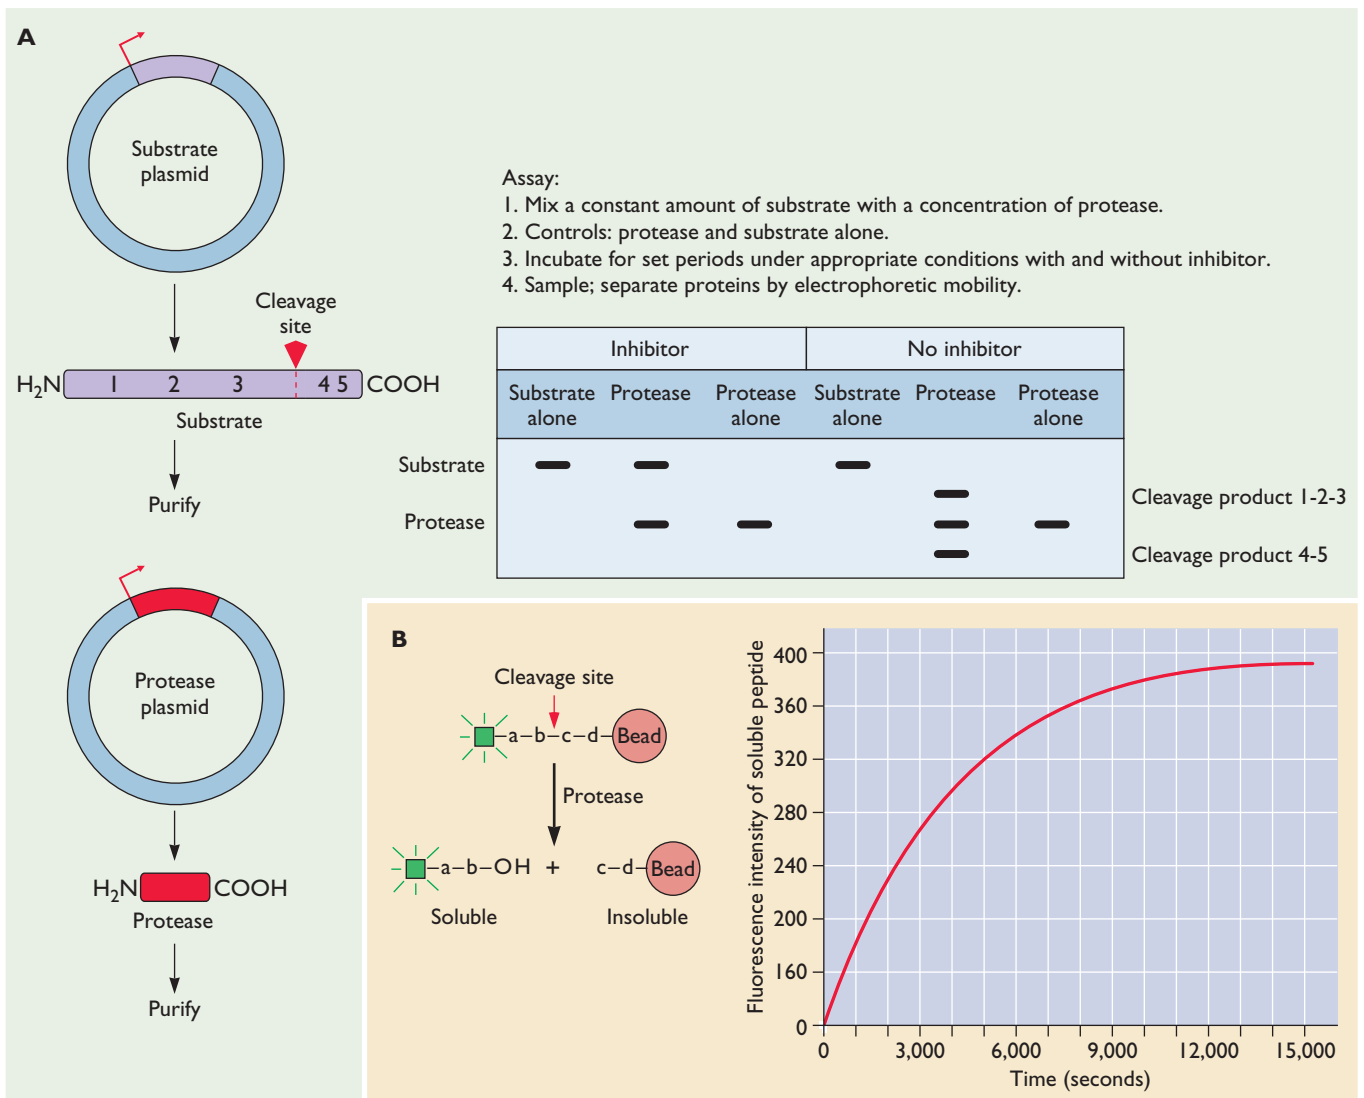 A
Substrate
plasmid
Cleavage
site
H₂N 1 2 3 4 5 COOH
Substrate
Purify
Protease
plasmid
H₂N COOH
Protease
Purify
Assay:
1. Mix a constant amount of substrate with a concentration of protease.
2. Controls: protease and substrate alone.
3. Incubate for set periods under appropriate conditions with and without inhibitor.
4. Sample; separate proteins by electrophoretic mobility.
Inhibitor No inhibitor
Substrate Protease Protease Substrate Protease Protease
alone alone alone alone
Substrate
Cleavage product 1-2-3
Protease
Cleavage product 4-5
B
Cleavage site
a–b–c–d– Bead
Protease
a–b–OH + c–d– Bead
Soluble Insoluble
Fluorescence intensity of soluble peptide
400
360
320
280
240
200
160
0
0 3,000 6,000 9,000 12,000 15,000
Time (seconds)